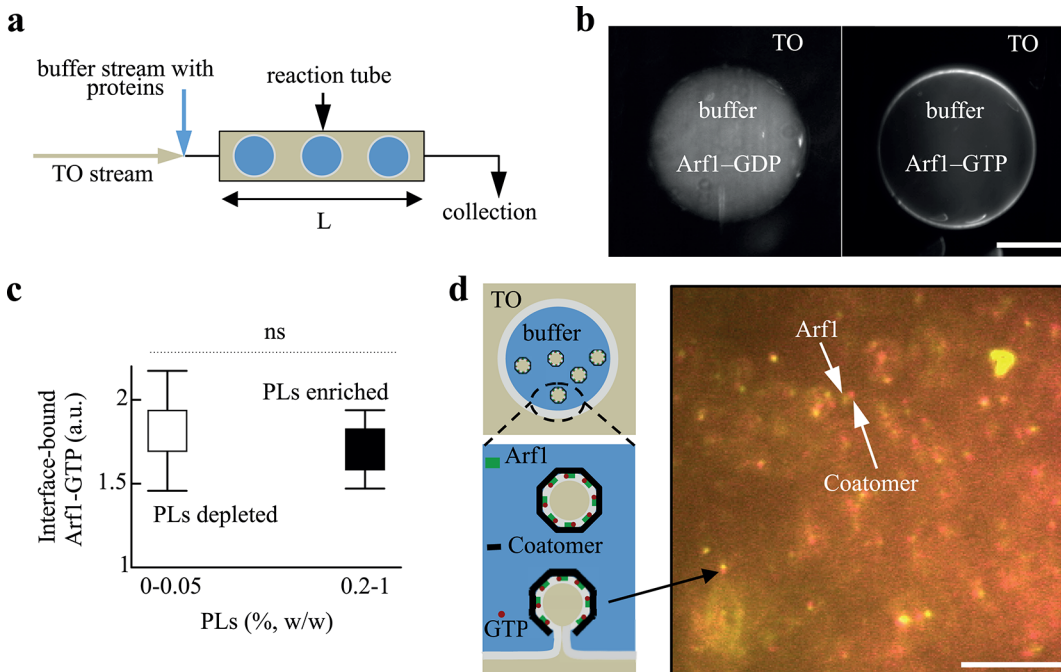 a
buffer stream with
proteins
reaction tube
TO stream
L
collection
b
TO
buffer
Arf1–GDP
TO
buffer
Arf1–GTP
c
ns
Interface-bound
Arf1-GTP (a.u.)
2
1.5
1
PLs enriched
PLs depleted
0-0.05
0.2-1
PLs (%, w/w)
d
TO
buffer
Arf1
Coatomer
GTP
Arf1
Coatomer